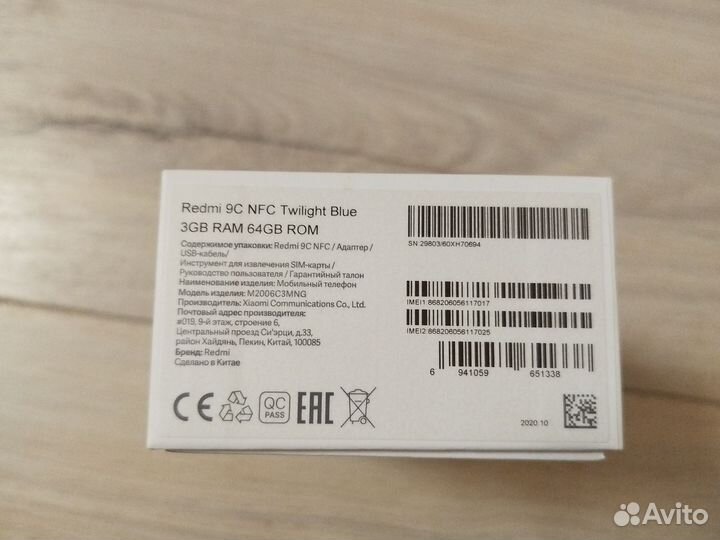 Redmi 9C NFC Twilight Blue
3GB RAM 64GB ROM
Содержимое упаковки: Redmi 9C NFC / Адаптер /
USB-кабель/
Инструмент для извлечения SIM-карты /
Руководство пользователя / Гарантийный талон
Наименование изделия: Мобильный телефон
Модель изделия: M2006C3MNG
Производитель: Xiaomi Communications Co., Ltd.
Почтовый адрес производителя:
#019, 9-й этаж, строение 6,
Центральный проезд Си'эрци, д.33,
район Хайдянь, Пекин, Китай, 100085
Бренд: Redmi
Сделано в Китае
CE
QC
PASS
EAC
SN 29803/60XH70694
IMEI1 868206056117017
IMEI2 868206056117025
6 941059 651338
2020.10
Avito